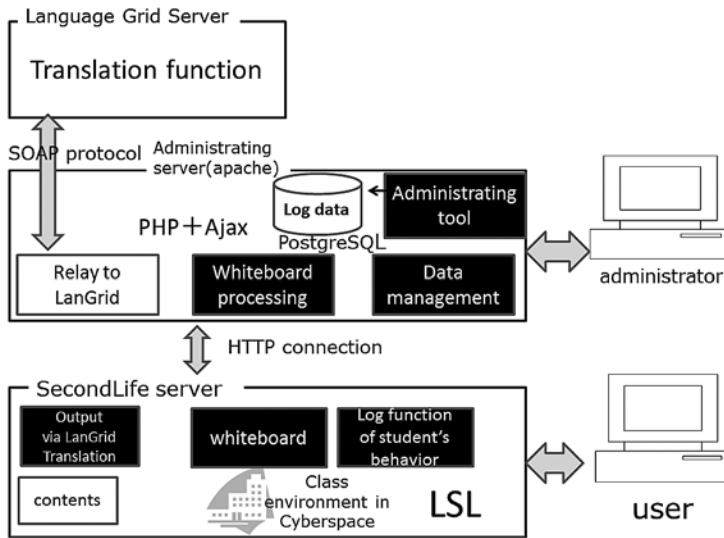 Language Grid Server
Translation function
SOAP protocol
Administrating
server(apache)
Log data
Administrating
tool
PHP＋Ajax
PostgreSQL
Relay to
LanGrid
Whiteboard
processing
Data
management
administrator
HTTP connection
SecondLife server
Output
via LanGrid
Translation
whiteboard
Log function
of student's
behavior
contents
Class
environment in
Cyberspace
LSL
user